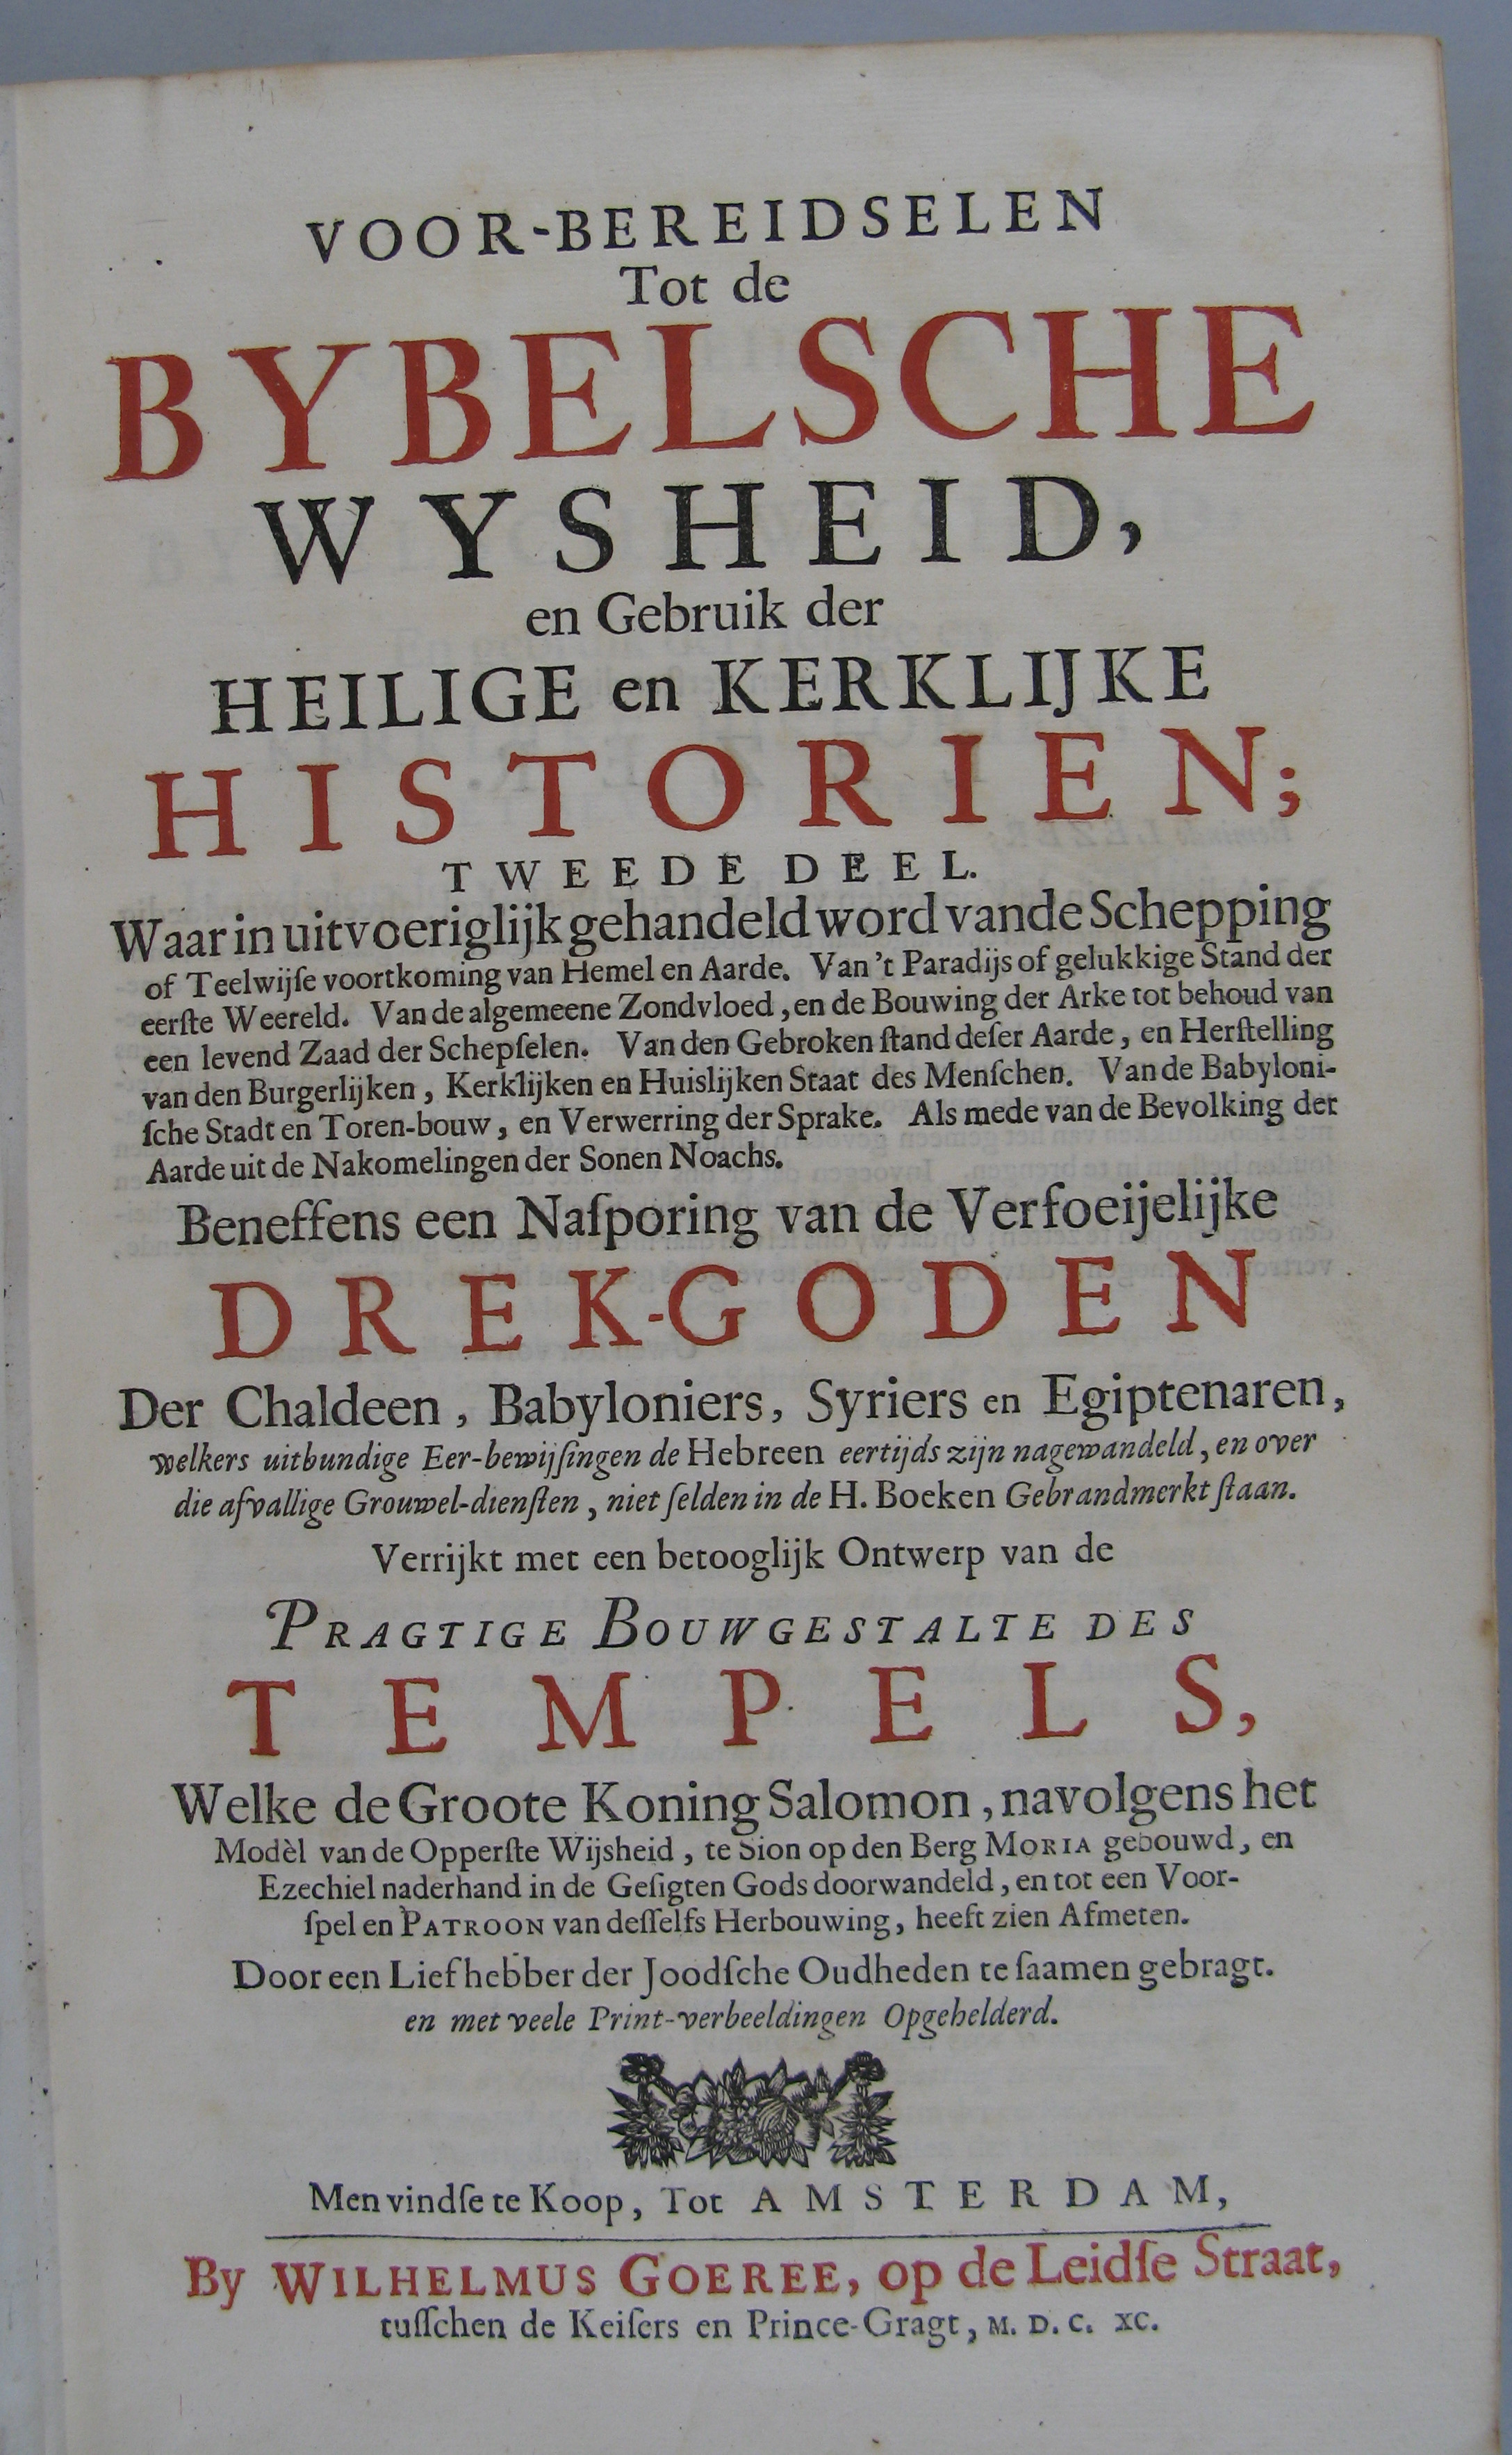 VOOR-BEREIDSELEN
Tot de
BYBELSCHE
WYSHEID,
en Gebruik der
HEILIGE en KERKLIJKE
HISTORIEN;
TWEEDE DEEL.
Waar in uitvoeriglijk gehandeld word van de Schepping
of Teelwijſe voortkoming van Hemel en Aarde. Van 't Paradijs of gelukkige Stand der
eerſte Weereld. Van de algemeene Zondvloed, en de Bouwing der Arke tot behoud van
een levend Zaad der Schepſelen. Van den Gebroken ſtand deſer Aarde, en Herſtelling
van den Burgerlijken, Kerklijken en Huislijken Staat des Menſchen. Van de Babyloni-
ſche Stadt en Toren-bouw, en Verwerring der Sprake. Als mede van de Bevolking der
Aarde uit de Nakomelingen der Sonen Noachs.
Beneffens een Naſporing van de Verfoeijelijke
DREK-GODEN
Der Chaldeen, Babyloniers, Syriers en Egiptenaren,
welkers uitbundige Eer-bewijſingen de Hebreen eertijds zijn nagewandeld, en over
die afvallige Grouwel-dienſten, niet ſelden in de H. Boeken Gebrandmerkt ſtaan.
Verrijkt met een betooglijk Ontwerp van de
PRAGTIGE BOUWGESTALTE DES
TEMPELS,
Welke de Groote Koning Salomon, navolgens het
Modèl van de Opperſte Wijsheid, te Sion op den Berg MORIA gebouwd, en
Ezechiel naderhand in de Geſigten Gods doorwandeld, en tot een Voor-
ſpel en PATROON van deſſelfs Herbouwing, heeft zien Afmeten.
Door een Liefhebber der Joodſche Oudheden te ſaamen gebragt.
en met veele Print-verbeeldingen Opgehelderd.
Men vindſe te Koop, Tot AMSTERDAM,
By WILHELMUS GOEREE, op de Leidſe Straat,
tuſſchen de Keiſers en Prince-Gragt, M. D. C. XC.